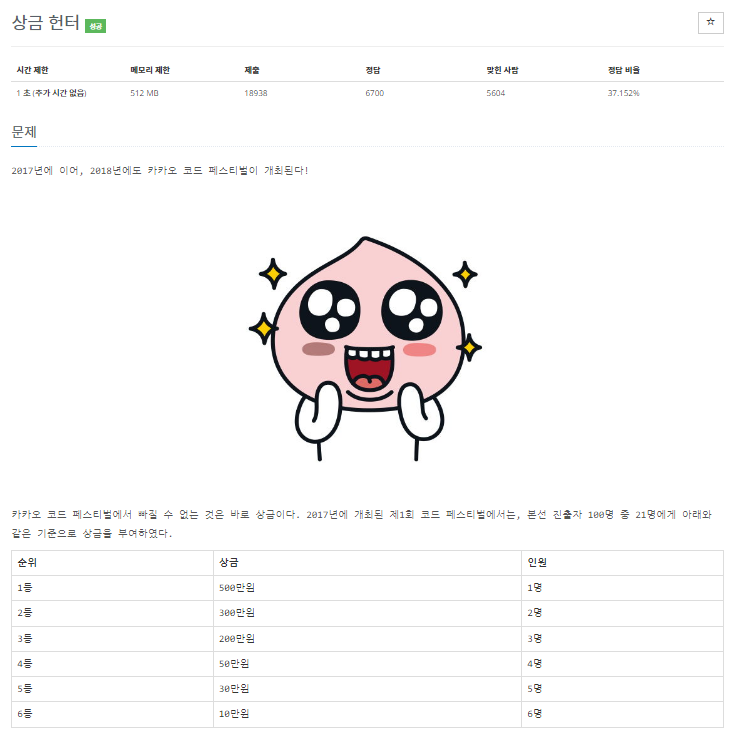 상금 헌터 성공
☆
시간 제한 메모리 제한 제출 정답 맞힌 사람 정답 비율
1 초 (추가 시간 없음) 512 MB 18938 6700 5604 37.152%
문제
2017년에 이어, 2018년에도 카카오 코드 페스티벌이 개최된다!
카카오 코드 페스티벌에서 빠질 수 없는 것은 바로 상금이다. 2017년에 개최된 제1회 코드 페스티벌에서는, 본선 진출자 100명 중 21명에게 아래와
같은 기준으로 상금을 부여하였다.
순위 상금 인원
1등 500만원 1명
2등 300만원 2명
3등 200만원 3명
4등 50만원 4명
5등 30만원 5명
6등 10만원 6명